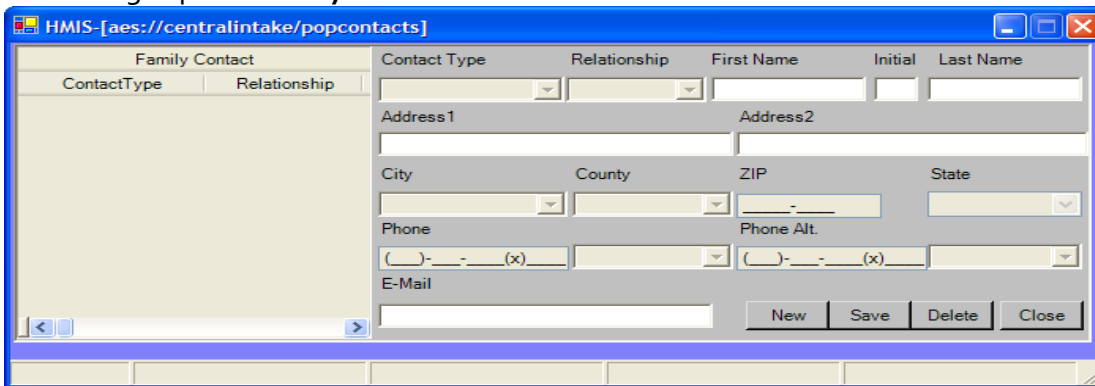 HMIS-[aes://centralintake/popcontacts]
Family Contact
ContactType Relationship
Contact Type Relationship First Name Initial Last Name
Address1 Address2
City County ZIP State
_____-____
Phone Phone Alt.
(___)-___-____(x)_____ (___)-___-____(x)_____
E-Mail
New Save Delete Close